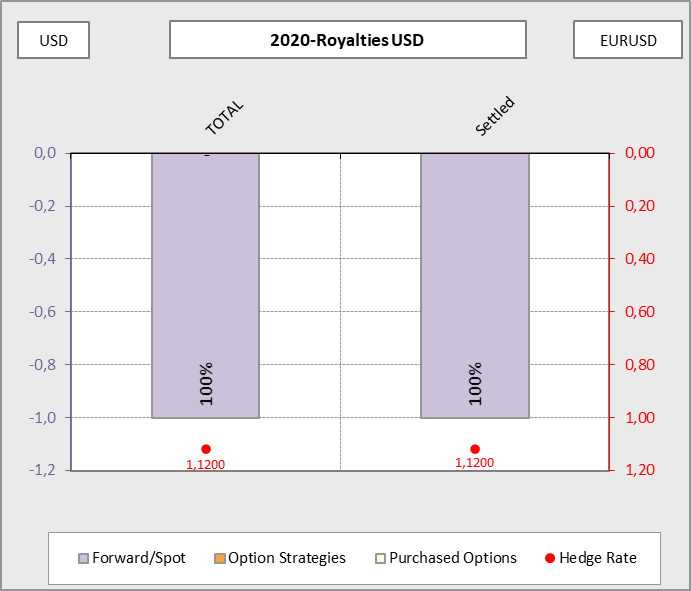 USD
2020-Royalties USD
EURUSD
TOTAL
Settled
0,0
-0,2
-0,4
-0,6
-0,8
-1,0
-1,2
0,00
0,20
0,40
0,60
0,80
1,00
1,20
-
100%
100%
1,1200
1,1200
Forward/Spot
Option Strategies
Purchased Options
Hedge Rate